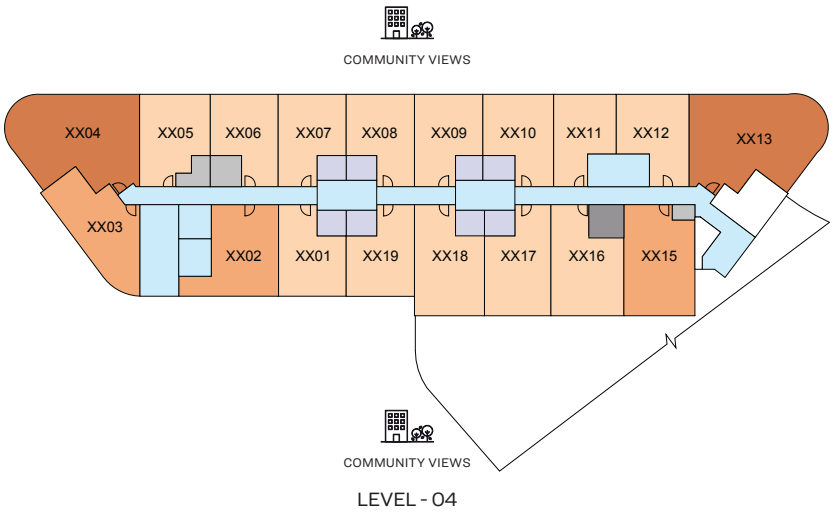 COMMUNITY VIEWS
XX04
XX05
XX06
XX07
XX08
XX09
XX10
XX11
XX12
XX13
XX03
XX02
XX01
XX19
XX18
XX17
XX16
XX15
COMMUNITY VIEWS
LEVEL - 04